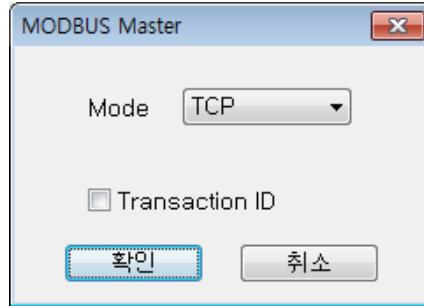 MODBUS Master
Mode TCP
Transaction ID
확인 취소